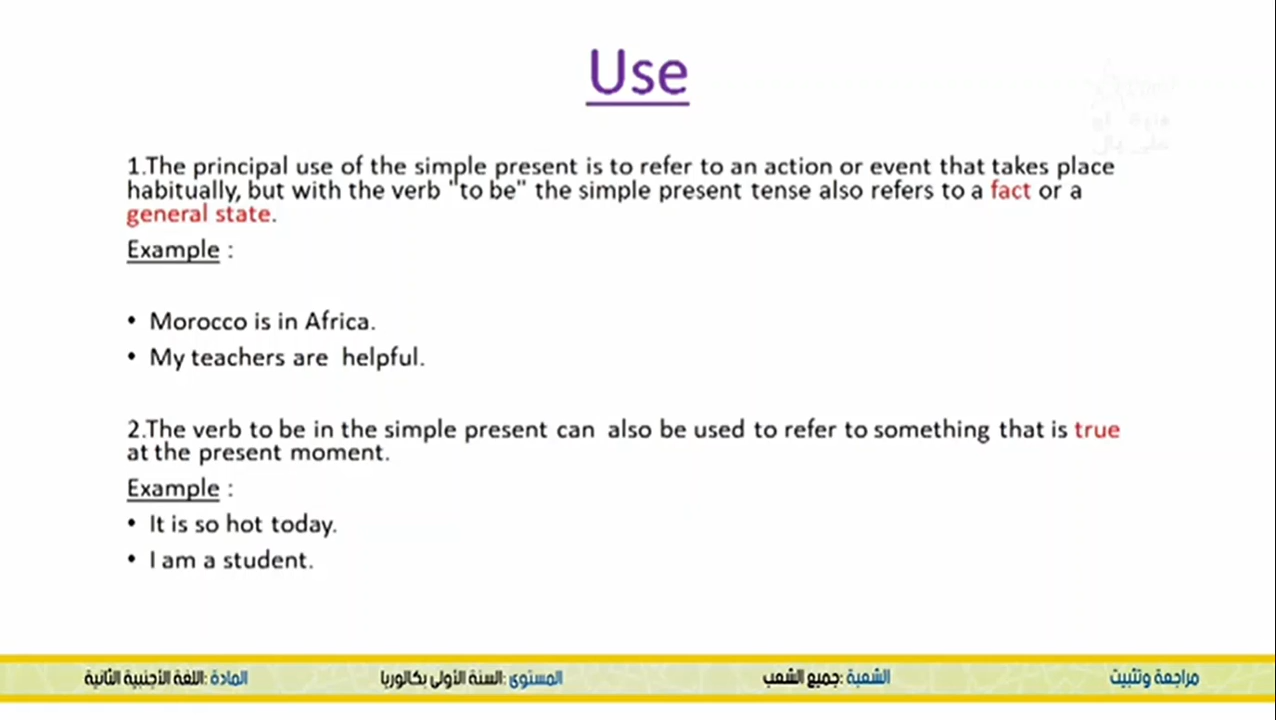 Use
1.The principal use of the simple present is to refer to an action or event that takes place
habitually, but with the verb "to be" the simple present tense also refers to a fact or a
general state.
Example :
• Morocco is in Africa.
• My teachers are helpful.
2.The verb to be in the simple present can also be used to refer to something that is true
at the present moment.
Example :
• It is so hot today.
• I am a student.
مراجعة وتثبيت
الشعبة :جميع الشعب
المستوى :السنة الأولى بكالوريا
المادة :اللغة الأجنبية الثانية